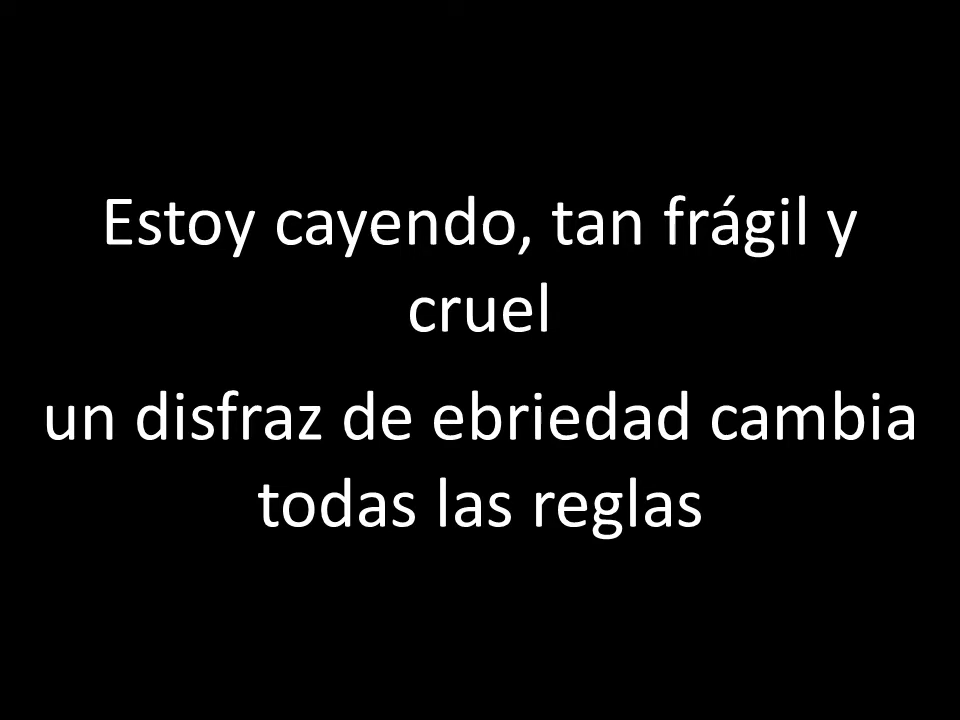 Estoy cayendo, tan frágil y
cruel
un disfraz de ebriedad cambia
todas las reglas